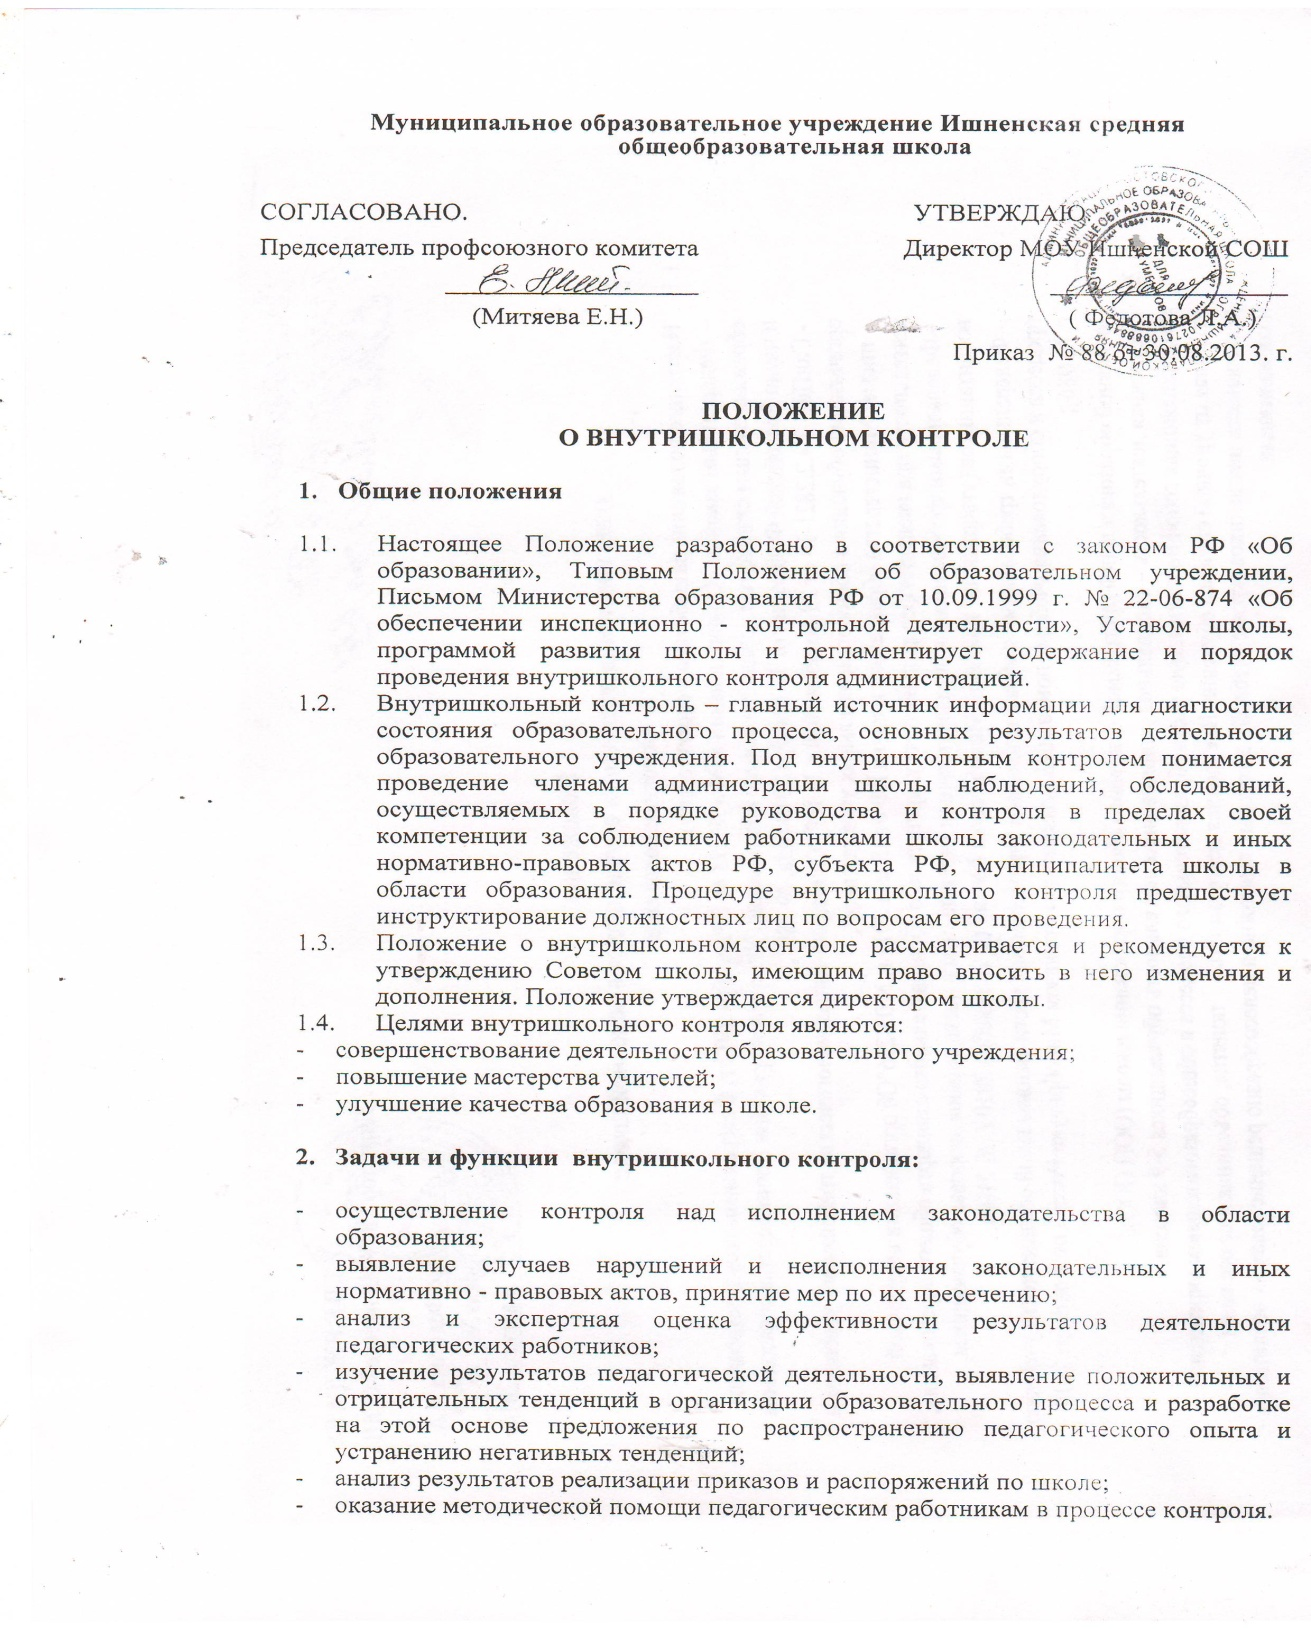 Муниципальное образовательное учреждение Ишненская средняя
общеобразовательная школа
СОГЛАСОВАНО. УТВЕРЖДАЮ.
Председатель профсоюзного комитета Директор МОУ Ишненской СОШ
(Митяева Е.Н.) ( Федотова Л.А.)
Приказ № 88 от 30.08.2013. г.
ПОЛОЖЕНИЕ
О ВНУТРИШКОЛЬНОМ КОНТРОЛЕ
1. Общие положения
1.1. Настоящее Положение разработано в соответствии с законом РФ «Об
образовании», Типовым Положением об образовательном учреждении,
Письмом Министерства образования РФ от 10.09.1999 г. № 22-06-874 «Об
обеспечении инспекционно - контрольной деятельности», Уставом школы,
программой развития школы и регламентирует содержание и порядок
проведения внутришкольного контроля администрацией.
1.2. Внутришкольный контроль – главный источник информации для диагностики
состояния образовательного процесса, основных результатов деятельности
образовательного учреждения. Под внутришкольным контролем понимается
проведение членами администрации школы наблюдений, обследований,
осуществляемых в порядке руководства и контроля в пределах своей
компетенции за соблюдением работниками школы законодательных и иных
нормативно-правовых актов РФ, субъекта РФ, муниципалитета школы в
области образования. Процедуре внутришкольного контроля предшествует
инструктирование должностных лиц по вопросам его проведения.
1.3. Положение о внутришкольном контроле рассматривается и рекомендуется к
утверждению Советом школы, имеющим право вносить в него изменения и
дополнения. Положение утверждается директором школы.
1.4. Целями внутришкольного контроля являются:
- совершенствование деятельности образовательного учреждения;
- повышение мастерства учителей;
- улучшение качества образования в школе.
2. Задачи и функции внутришкольного контроля:
- осуществление контроля над исполнением законодательства в области
образования;
- выявление случаев нарушений и неисполнения законодательных и иных
нормативно - правовых актов, принятие мер по их пресечению;
- анализ и экспертная оценка эффективности результатов деятельности
педагогических работников;
- изучение результатов педагогической деятельности, выявление положительных и
отрицательных тенденций в организации образовательного процесса и разработке
на этой основе предложения по распространению педагогического опыта и
устранению негативных тенденций;
- анализ результатов реализации приказов и распоряжений по школе;
- оказание методической помощи педагогическим работникам в процессе контроля.